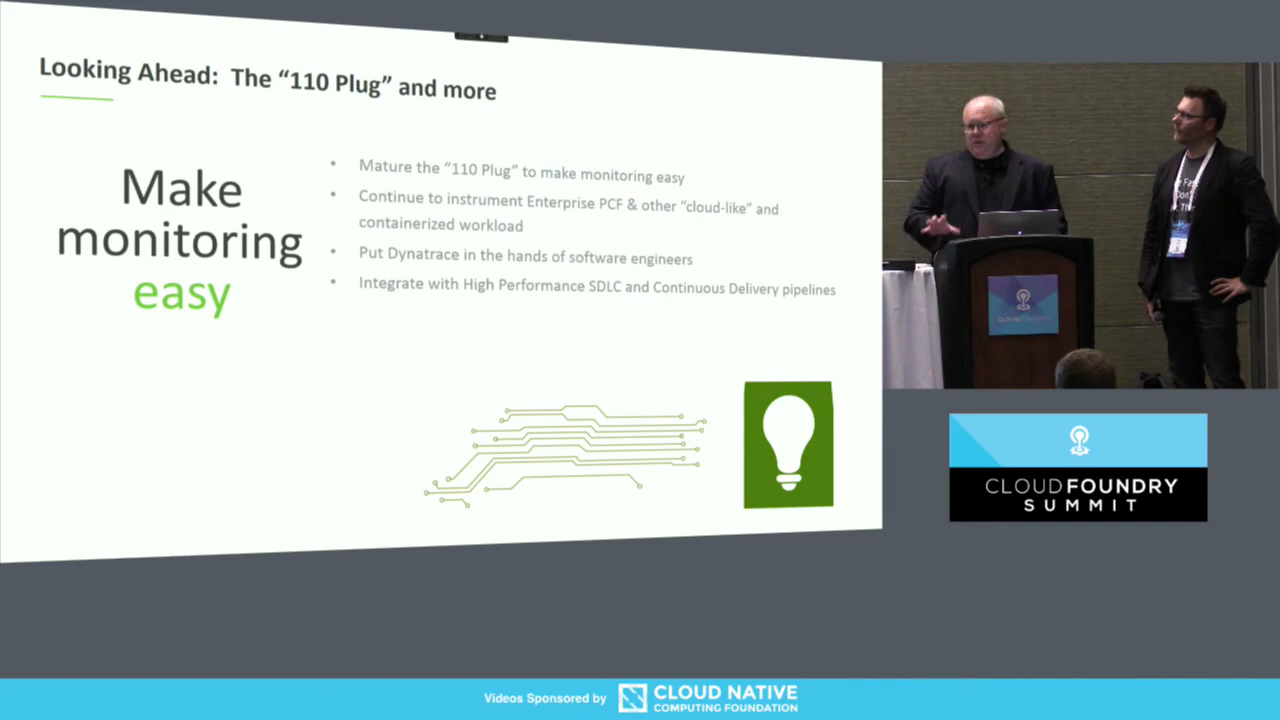 Looking Ahead: The “110 Plug” and more
Make
monitoring
easy
• Mature the “110 Plug” to make monitoring easy
• Continue to instrument Enterprise PCF & other “cloud-like” and
containerized workload
• Put Dynatrace in the hands of software engineers
• Integrate with High Performance SDLC and Continuous Delivery pipelines
CLOUDFOUNDRY
SUMMIT
Videos Sponsored by
CLOUD NATIVE
COMPUTING FOUNDATION